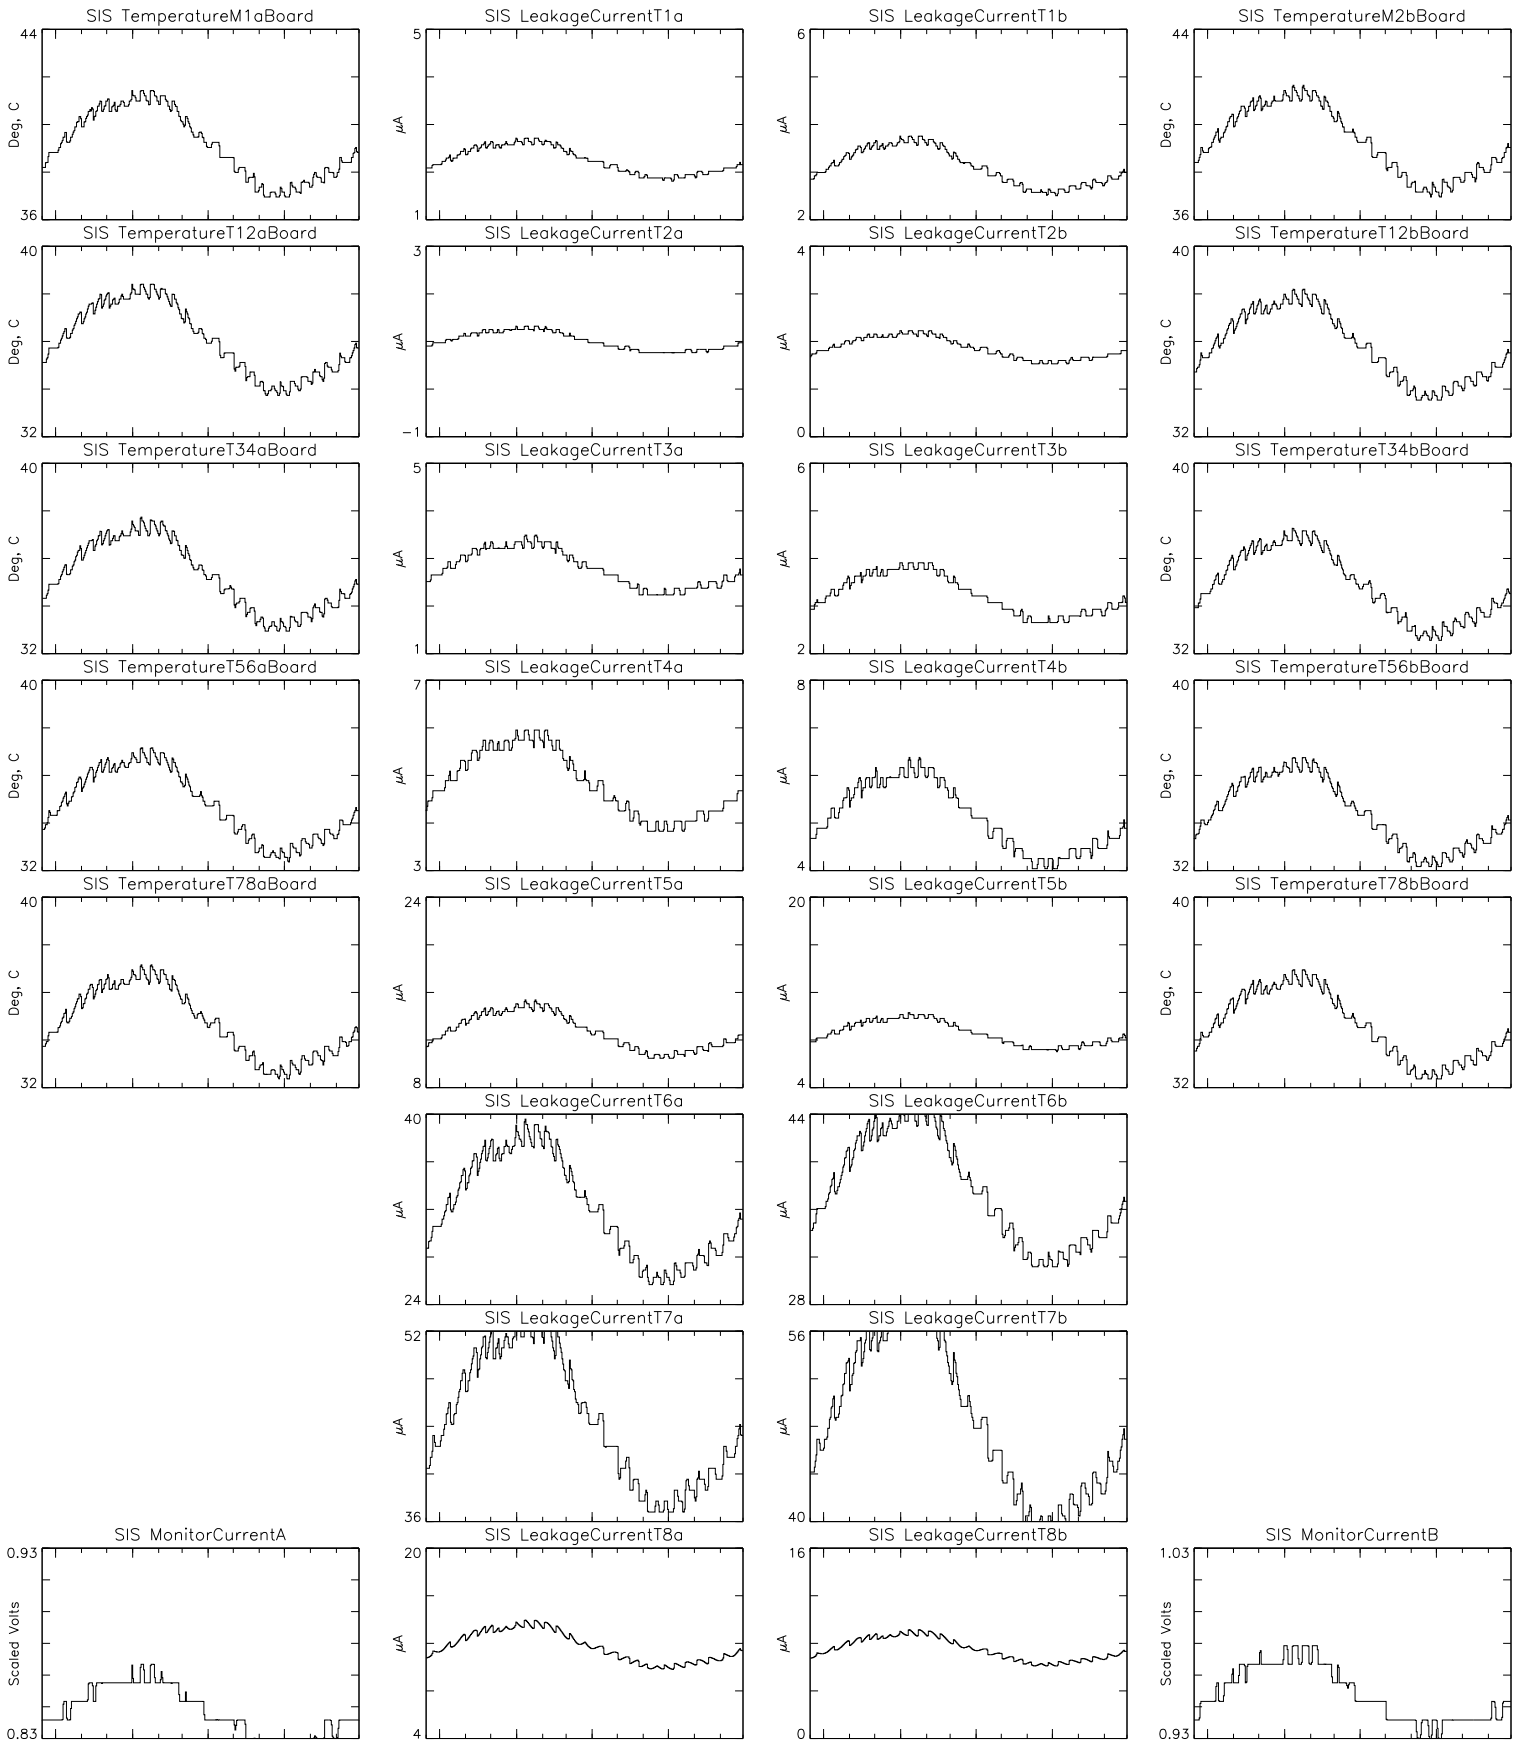 SIS TemperatureM1aBoard
SIS LeakageCurrentT1a
SIS LeakageCurrentT1b
SIS TemperatureM2bBoard
44
5
6
44
Deg, C
μA
μA
Deg, C
36
1
2
36
SIS TemperatureT12aBoard
SIS LeakageCurrentT2a
SIS LeakageCurrentT2b
SIS TemperatureT12bBoard
40
3
4
40
Deg, C
μA
μA
Deg, C
32
-1
0
32
SIS TemperatureT34aBoard
SIS LeakageCurrentT3a
SIS LeakageCurrentT3b
SIS TemperatureT34bBoard
40
5
6
40
Deg, C
μA
μA
Deg, C
32
1
2
32
SIS TemperatureT56aBoard
SIS LeakageCurrentT4a
SIS LeakageCurrentT4b
SIS TemperatureT56bBoard
40
7
8
40
Deg, C
μA
μA
Deg, C
32
3
4
32
SIS TemperatureT78aBoard
SIS LeakageCurrentT5a
SIS LeakageCurrentT5b
SIS TemperatureT78bBoard
40
24
20
40
Deg, C
μA
μA
Deg, C
32
8
4
32
SIS LeakageCurrentT6a
SIS LeakageCurrentT6b
40
44
μA
μA
24
28
SIS LeakageCurrentT7a
SIS LeakageCurrentT7b
52
56
μA
μA
36
40
SIS MonitorCurrentA
SIS LeakageCurrentT8a
SIS LeakageCurrentT8b
SIS MonitorCurrentB
0.93
20
16
1.03
Scaled Volts
μA
μA
Scaled Volts
0.83
4
0
0.93